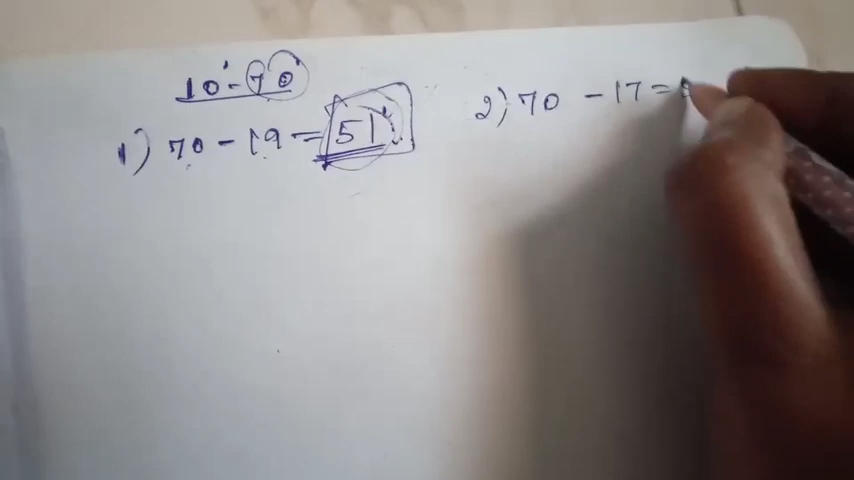 10-70
1) 70 - 19 = 51
2) 70 - 17 =